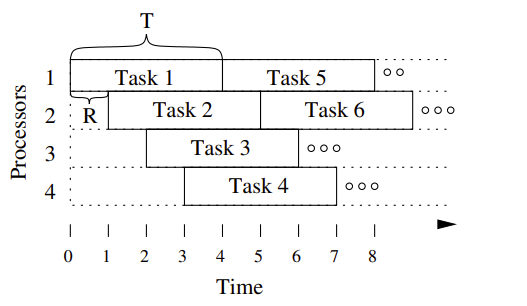 T
1 Task 1 Task 5
2 R Task 2 Task 6
3 Task 3
4 Task 4
Processors
0 1 2 3 4 5 6 7 8
Time